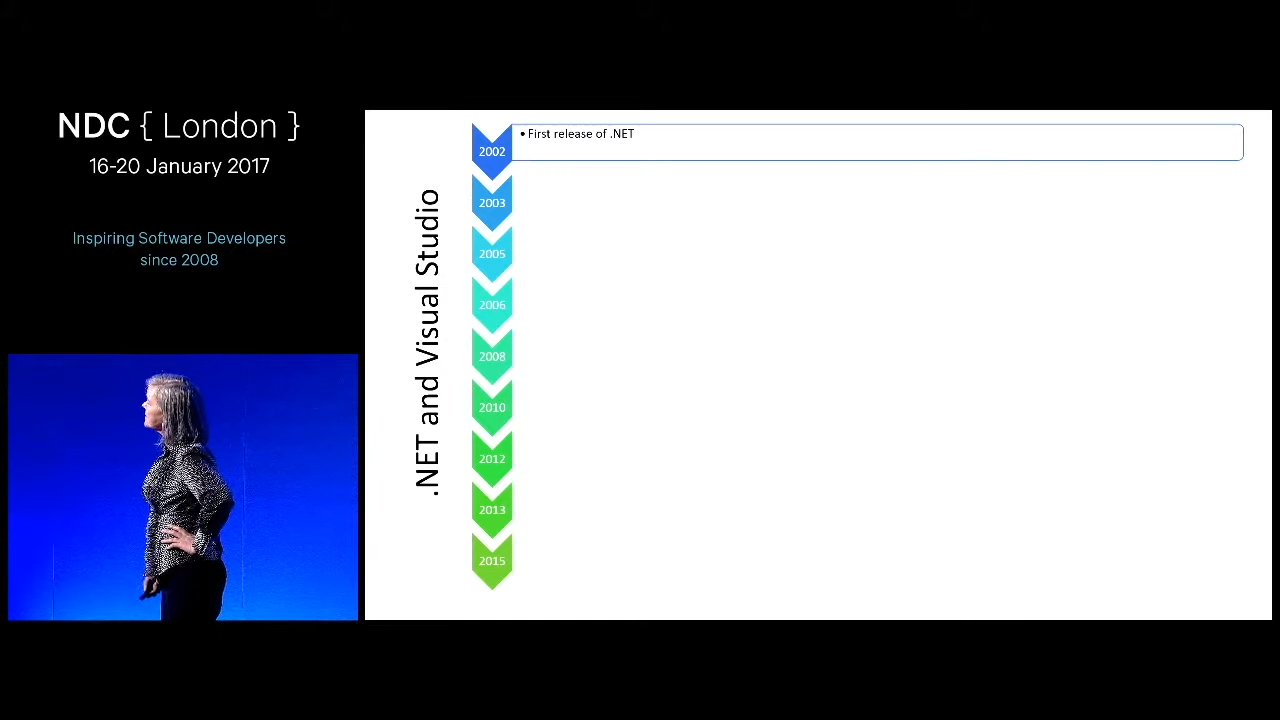 NDC { London }
16-20 January 2017
Inspiring Software Developers
since 2008
.NET and Visual Studio
2002
• First release of .NET
2003
2005
2006
2008
2010
2012
2013
2015